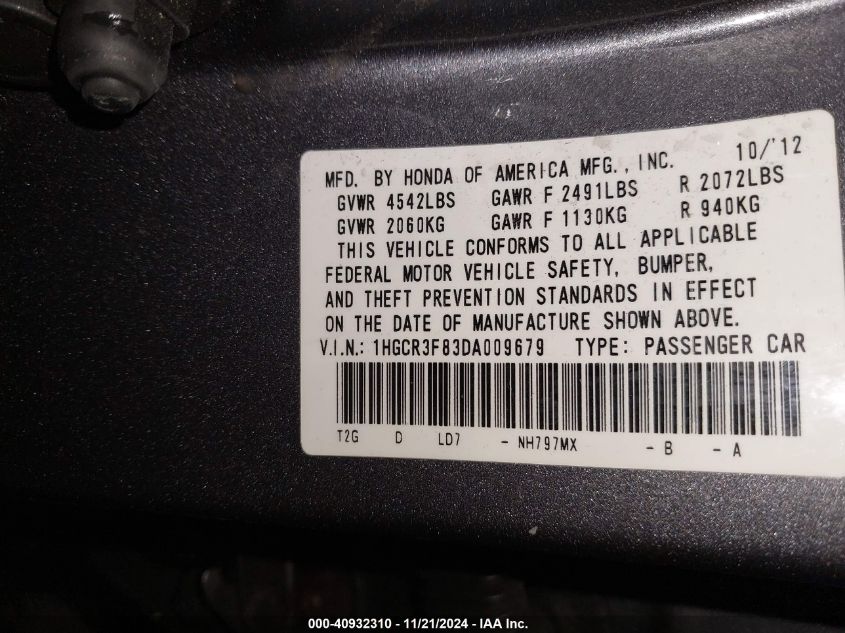 MFD. BY HONDA OF AMERICA MFG., INC. 10/'12
GVWR 4542LBS GAWR F 2491LBS R 2072LBS
GVWR 2060KG GAWR F 1130KG R 940KG
THIS VEHICLE CONFORMS TO ALL APPLICABLE
FEDERAL MOTOR VEHICLE SAFETY, BUMPER,
AND THEFT PREVENTION STANDARDS IN EFFECT
ON THE DATE OF MANUFACTURE SHOWN ABOVE.
V.I.N.: 1HGCR3F83DA009679 TYPE: PASSENGER CAR
T2G D LD7 - NH797MX - B - A
000-40932310 - 11/21/2024 - IAA Inc.